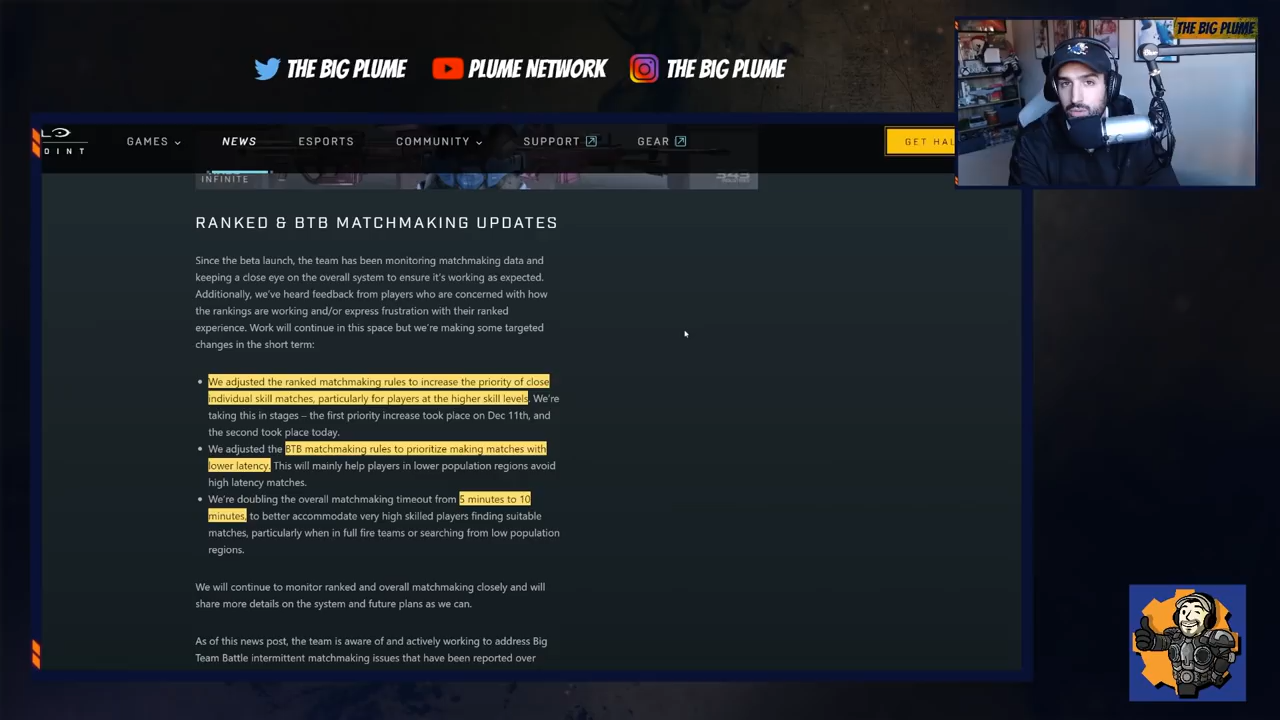 THE BIG PLUME
THE BIG PLUME
PLUME NETWORK
THE BIG PLUME
GAMES
NEWS
ESPORTS
COMMUNITY
SUPPORT
GEAR
GET HAL
LO
OINT
INFINITE
343
RANKED & BTB MATCHMAKING UPDATES
Since the beta launch, the team has been monitoring matchmaking data and
keeping a close eye on the overall system to ensure it's working as expected.
Additionally, we've heard feedback from players who are concerned with how
the rankings are working and/or express frustration with their ranked
experience. Work will continue in this space but we're making some targeted
changes in the short term:
• We adjusted the ranked matchmaking rules to increase the priority of close
individual skill matches, particularly for players at the higher skill levels. We're
taking this in stages – the first priority increase took place on Dec 11th, and
the second took place today.
• We adjusted the BTB matchmaking rules to prioritize making matches with
lower latency. This will mainly help players in lower population regions avoid
high latency matches.
• We're doubling the overall matchmaking timeout from 5 minutes to 10
minutes, to better accommodate very high skilled players finding suitable
matches, particularly when in full fire teams or searching from low population
regions.
We will continue to monitor ranked and overall matchmaking closely and will
share more details on the system and future plans as we can.
As of this news post, the team is aware of and actively working to address Big
Team Battle intermittent matchmaking issues that have been reported over